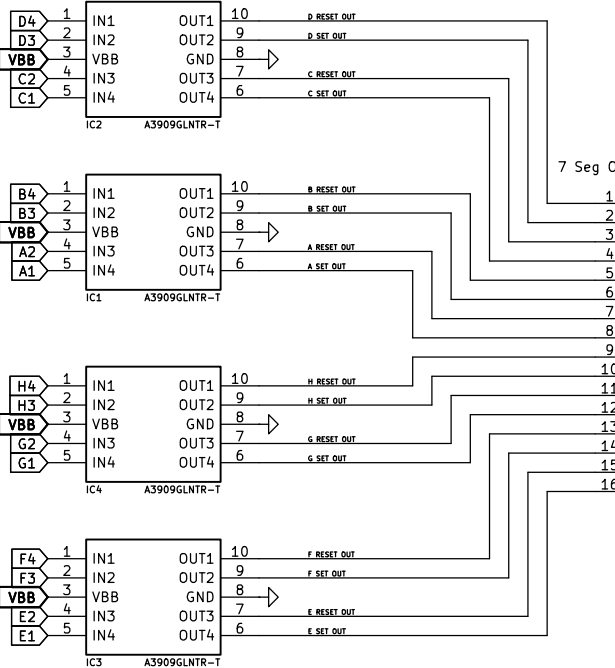 D4 1 IN1 OUT1 10 D RESET OUT
D3 2 IN2 OUT2 9 D SET OUT
VBB 3 VBB GND 8
C2 4 IN3 OUT3 7 C RESET OUT
C1 5 IN4 OUT4 6 C SET OUT
IC2 A3909GLNTR-T
7 Seg O
B4 1 IN1 OUT1 10 B RESET OUT
B3 2 IN2 OUT2 9 B SET OUT
VBB 3 VBB GND 8
A2 4 IN3 OUT3 7 A RESET OUT
A1 5 IN4 OUT4 6 A SET OUT
IC1 A3909GLNTR-T
1
2
3
4
5
6
7
8
9
10
11
12
13
14
15
16
H4 1 IN1 OUT1 10 H RESET OUT
H3 2 IN2 OUT2 9 H SET OUT
VBB 3 VBB GND 8
G2 4 IN3 OUT3 7 G RESET OUT
G1 5 IN4 OUT4 6 G SET OUT
IC4 A3909GLNTR-T
F4 1 IN1 OUT1 10 F RESET OUT
F3 2 IN2 OUT2 9 F SET OUT
VBB 3 VBB GND 8
E2 4 IN3 OUT3 7 E RESET OUT
E1 5 IN4 OUT4 6 E SET OUT
IC3 A3909GLNTR-T